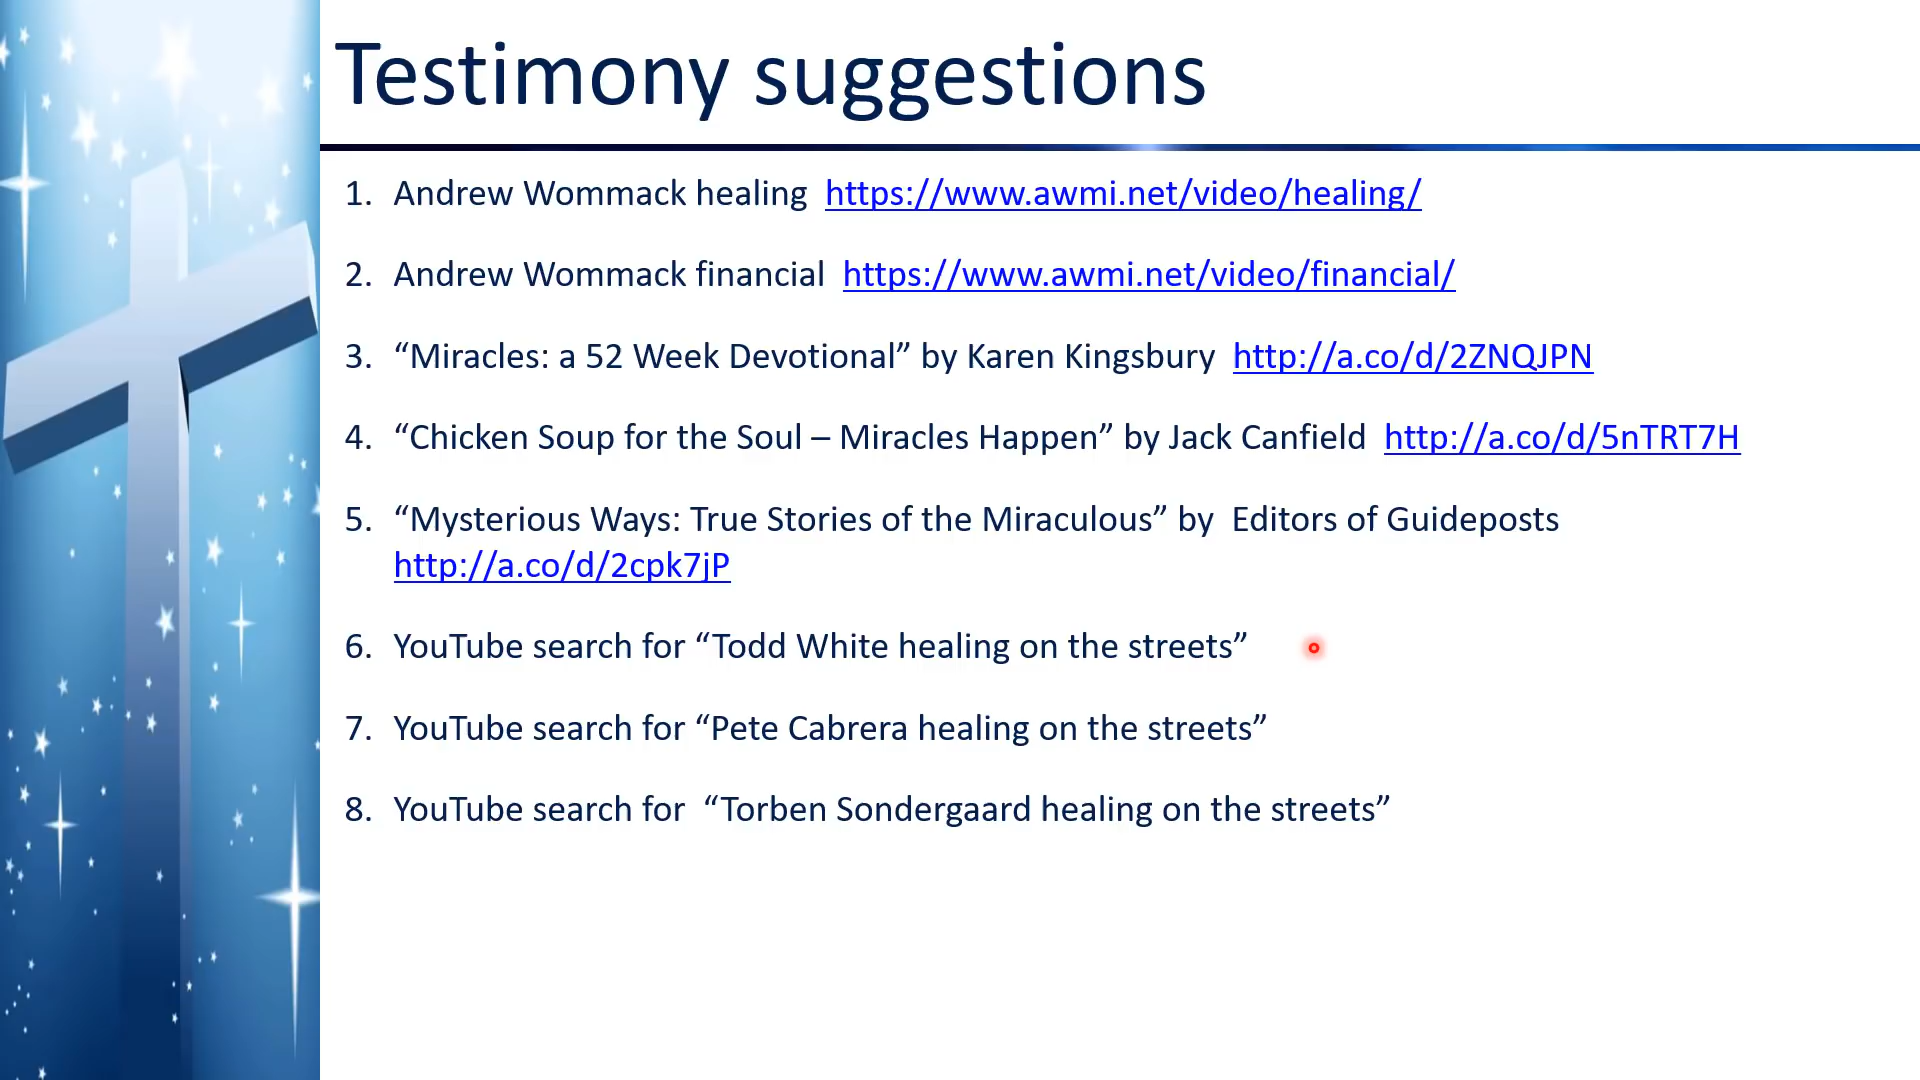 Testimony suggestions
1. Andrew Wommack healing https://www.awmi.net/video/healing/
2. Andrew Wommack financial https://www.awmi.net/video/financial/
3. “Miracles: a 52 Week Devotional” by Karen Kingsbury http://a.co/d/2ZNQJPN
4. “Chicken Soup for the Soul – Miracles Happen” by Jack Canfield http://a.co/d/5nTRT7H
5. “Mysterious Ways: True Stories of the Miraculous” by Editors of Guideposts
http://a.co/d/2cpk7jP
6. YouTube search for “Todd White healing on the streets”
7. YouTube search for “Pete Cabrera healing on the streets”
8. YouTube search for “Torben Sondergaard healing on the streets”